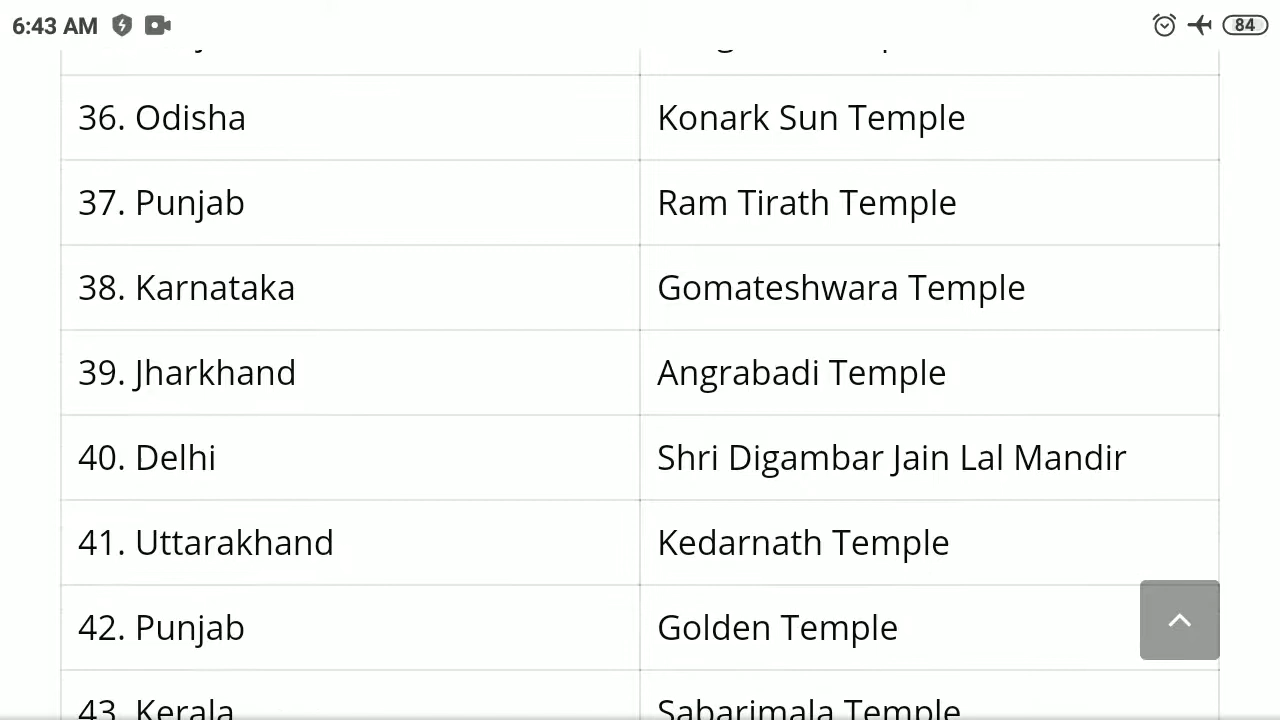 6:43 AM
84
36. Odisha Konark Sun Temple
37. Punjab Ram Tirath Temple
38. Karnataka Gomateshwara Temple
39. Jharkhand Angrabadi Temple
40. Delhi Shri Digambar Jain Lal Mandir
41. Uttarakhand Kedarnath Temple
42. Punjab Golden Temple
43. Kerala Sabarimala Temple